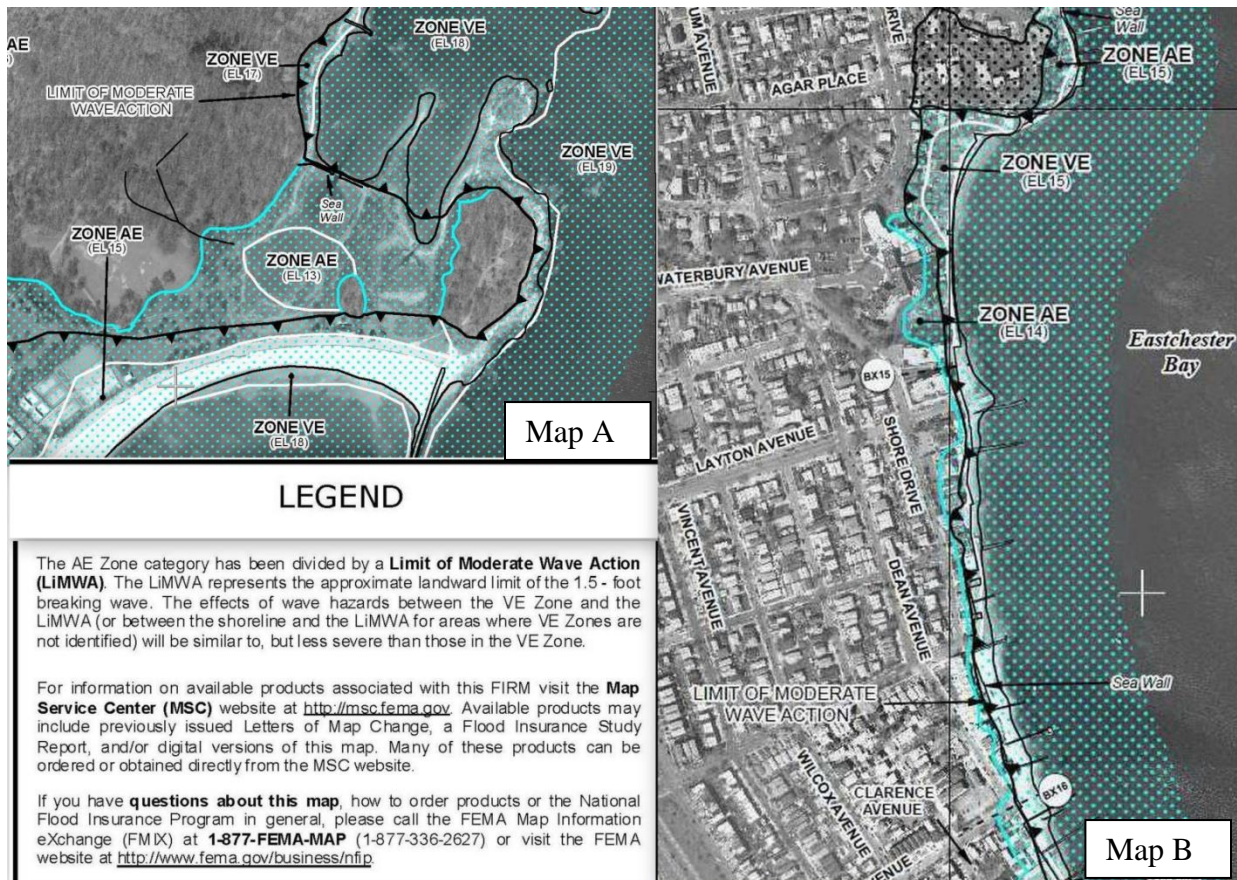 ZONE VE
(EL 18)
ZONE VE
(EL 17)
LIMIT OF MODERATE
WAVE ACTION
ZONE VE
(EL 19)
Sea
Wall
ZONE AE
(EL 15)
ZONE AE
(EL 13)
ZONE VE
(EL 18)
Map A
LEGEND
The AE Zone category has been divided by a Limit of Moderate Wave Action
(LiMWA). The LiMWA represents the approximate landward limit of the 1.5 - foot
breaking wave. The effects of wave hazards between the VE Zone and the
LiMWA (or between the shoreline and the LiMWA for areas where VE Zones are
not identified) will be similar to, but less severe than those in the VE Zone.
For information on available products associated with this FIRM visit the Map
Service Center (MSC) website at http://msc.fema.gov. Available products may
include previously issued Letters of Map Change, a Flood Insurance Study
Report, and/or digital versions of this map. Many of these products can be
ordered or obtained directly from the MSC website.
If you have questions about this map, how to order products or the National
Flood Insurance Program in general, please call the FEMA Map Information
eXchange (FMIX) at 1-877-FEMA-MAP (1-877-336-2627) or visit the FEMA
website at http://www.fema.gov/business/nfip.
UM AVENUE
DRIVE
Sea
Wall
ZONE AE
(EL 15)
AGAR PLACE
ZONE VE
(EL 15)
WATERBURY AVENUE
ZONE AE
(EL 14)
Eastchester
Bay
BX15
SHORE DRIVE
LAYTON AVENUE
VINCENT AVENUE
DEAN AVENUE
Sea Wall
LIMIT OF MODERATE
WAVE ACTION
WILCOX AVENUE
CLARENCE
AVENUE
BX16
AVENUE
Map B